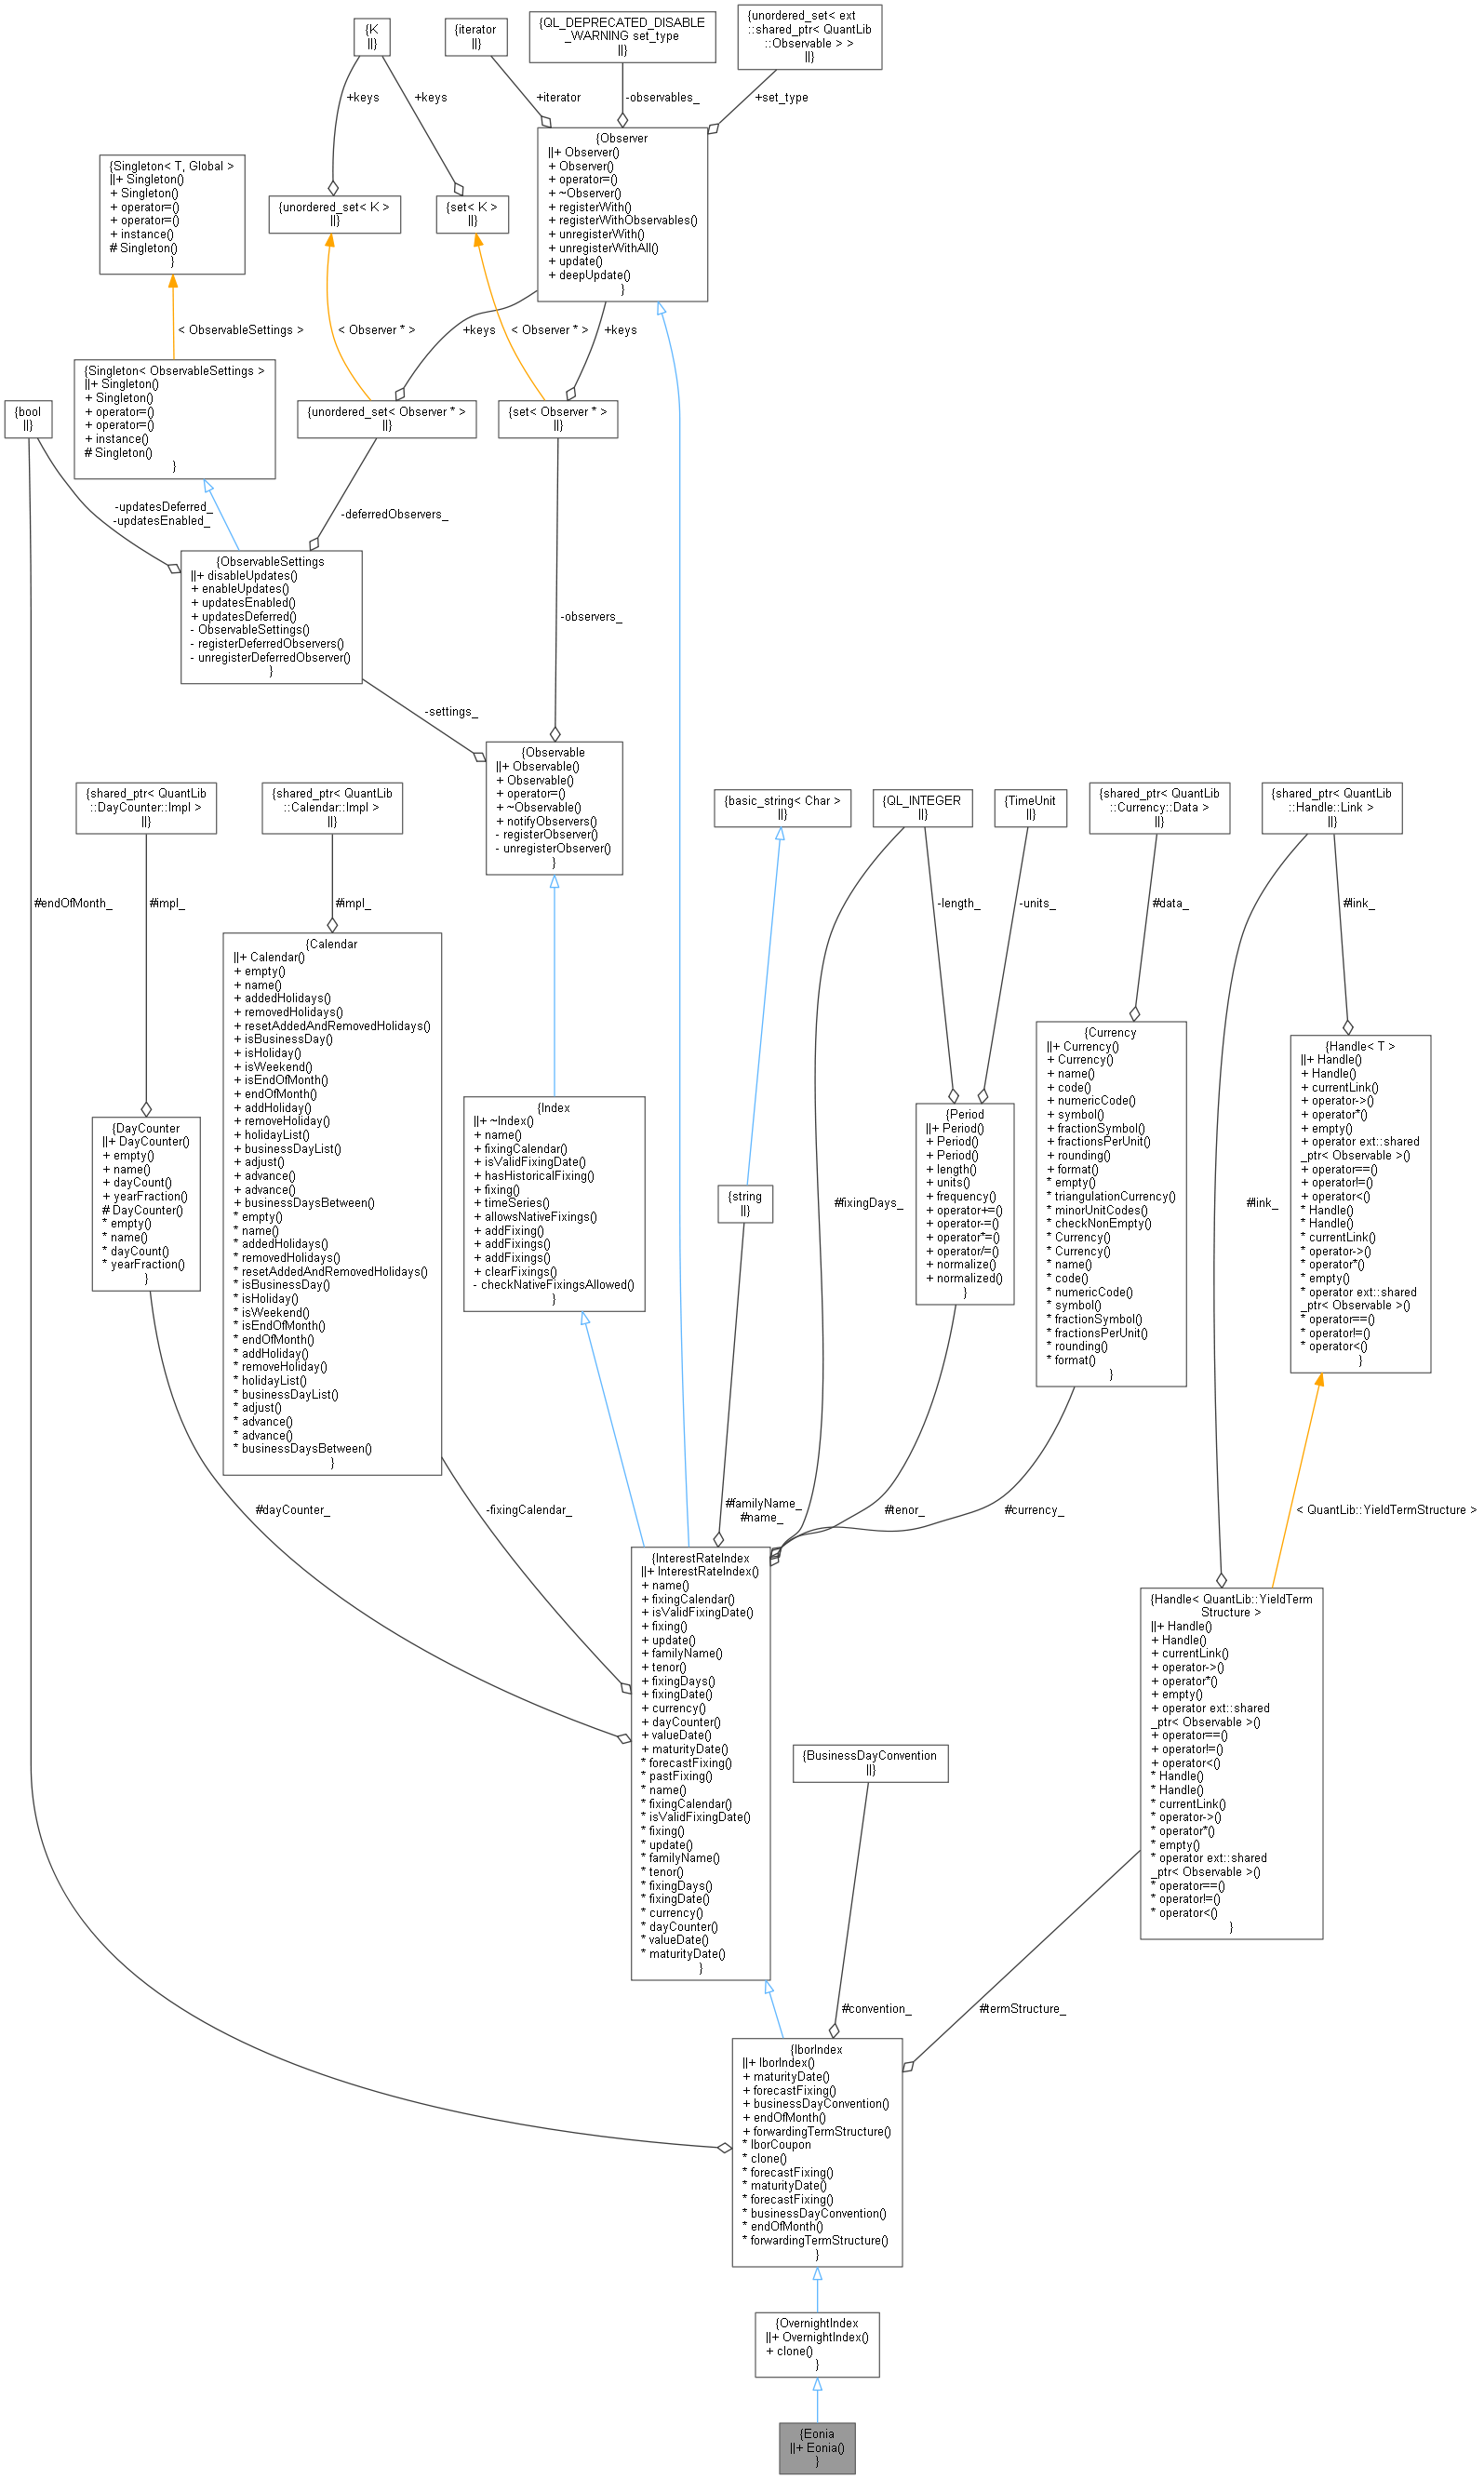 {K
||}
{iterator
||}
{QL_DEPRECATED_DISABLE
_WARNING set_type
||}
{unordered_set< ext
::shared_ptr< QuantLib
::Observable > >
||}
+keys
+keys
+iterator
-observables_
+set_type
{Singleton< T, Global >
||+ Singleton()
+ Singleton()
+ operator=()
+ operator=()
+ instance()
# Singleton()
}
{unordered_set< K >
||}
{set< K >
||}
{Observer
||+ Observer()
+ Observer()
+ operator=()
+ ~Observer()
+ registerWith()
+ registerWithObservables()
+ unregisterWith()
+ unregisterWithAll()
+ update()
+ deepUpdate()
}
< ObservableSettings >
< Observer * >
+keys
< Observer * >
+keys
{bool
||}
{Singleton< ObservableSettings >
||+ Singleton()
+ Singleton()
+ operator=()
+ operator=()
+ instance()
# Singleton()
}
{unordered_set< Observer * >
||}
{set< Observer * >
||}
-updatesDeferred_
-updatesEnabled_
-deferredObservers_
{ObservableSettings
||+ disableUpdates()
+ enableUpdates()
+ updatesEnabled()
+ updatesDeferred()
- ObservableSettings()
- registerDeferredObservers()
- unregisterDeferredObserver()
}
-observers_
-settings_
{Observable
||+ Observable()
+ Observable()
+ operator=()
+ ~Observable()
+ notifyObservers()
- registerObserver()
- unregisterObserver()
}
{shared_ptr< QuantLib
::DayCounter::Impl >
||}
{shared_ptr< QuantLib
::Calendar::Impl >
||}
{basic_string< Char >
||}
{QL_INTEGER
||}
{TimeUnit
||}
{shared_ptr< QuantLib
::Currency::Data >
||}
{shared_ptr< QuantLib
::Handle::Link >
||}
#endOfMonth_
#impl_
#impl_
-length_
-units_
#data_
#link_
{DayCounter
||+ DayCounter()
+ empty()
+ name()
+ dayCount()
+ yearFraction()
# DayCounter()
* empty()
* name()
* dayCount()
* yearFraction()
}
{Calendar
||+ Calendar()
+ empty()
+ name()
+ addedHolidays()
+ removedHolidays()
+ resetAddedAndRemovedHolidays()
+ isBusinessDay()
+ isHoliday()
+ isWeekend()
+ isEndOfMonth()
+ endOfMonth()
+ addHoliday()
+ removeHoliday()
+ holidayList()
+ businessDayList()
+ adjust()
+ advance()
+ advance()
+ businessDaysBetween()
* empty()
* name()
* addedHolidays()
* removedHolidays()
* resetAddedAndRemovedHolidays()
* isBusinessDay()
* isHoliday()
* isWeekend()
* isEndOfMonth()
* endOfMonth()
* addHoliday()
* removeHoliday()
* holidayList()
* businessDayList()
* adjust()
* advance()
* advance()
* businessDaysBetween()
}
{Index
||+ ~Index()
+ name()
+ fixingCalendar()
+ isValidFixingDate()
+ hasHistoricalFixing()
+ fixing()
+ timeSeries()
+ allowsNativeFixings()
+ addFixing()
+ addFixings()
+ addFixings()
+ clearFixings()
- checkNativeFixingsAllowed()
}
{string
||}
#fixingDays_
{Period
||+ Period()
+ Period()
+ Period()
+ length()
+ units()
+ frequency()
+ operator+=()
+ operator-=()
+ operator*=()
+ operator/=()
+ normalize()
+ normalized()
}
{Currency
||+ Currency()
+ Currency()
+ name()
+ code()
+ numericCode()
+ symbol()
+ fractionSymbol()
+ fractionsPerUnit()
+ rounding()
+ format()
* empty()
* triangulationCurrency()
* minorUnitCodes()
* checkNonEmpty()
* Currency()
* Currency()
* name()
* code()
* numericCode()
* symbol()
* fractionSymbol()
* fractionsPerUnit()
* rounding()
* format()
}
#link_
{Handle< T >
||+ Handle()
+ Handle()
+ currentLink()
+ operator->()
+ operator*()
+ empty()
+ operator ext::shared
_ptr< Observable >()
+ operator==()
+ operator!=()
+ operator<()
* Handle()
* Handle()
* currentLink()
* operator->()
* operator*()
* empty()
* operator ext::shared
_ptr< Observable >()
* operator==()
* operator!=()
* operator<()
}
#dayCounter_
-fixingCalendar_
#familyName_
#name_
#tenor_
#currency_
< QuantLib::YieldTermStructure >
{InterestRateIndex
||+ InterestRateIndex()
+ name()
+ fixingCalendar()
+ isValidFixingDate()
+ fixing()
+ update()
+ familyName()
+ tenor()
+ fixingDays()
+ fixingDate()
+ currency()
+ dayCounter()
+ valueDate()
+ maturityDate()
* forecastFixing()
* pastFixing()
* name()
* fixingCalendar()
* isValidFixingDate()
* fixing()
* update()
* familyName()
* tenor()
* fixingDays()
* fixingDate()
* currency()
* dayCounter()
* valueDate()
* maturityDate()
}
{BusinessDayConvention
||}
{Handle< QuantLib::YieldTerm
Structure >
||+ Handle()
+ Handle()
+ currentLink()
+ operator->()
+ operator*()
+ empty()
+ operator ext::shared
_ptr< Observable >()
+ operator==()
+ operator!=()
+ operator<()
* Handle()
* Handle()
* currentLink()
* operator->()
* operator*()
* empty()
* operator ext::shared
_ptr< Observable >()
* operator==()
* operator!=()
* operator<()
}
#convention_
#termStructure_
{IborIndex
||+ IborIndex()
+ maturityDate()
+ forecastFixing()
+ businessDayConvention()
+ endOfMonth()
+ forwardingTermStructure()
* IborCoupon
* clone()
* forecastFixing()
* maturityDate()
* forecastFixing()
* businessDayConvention()
* endOfMonth()
* forwardingTermStructure()
}
{OvernightIndex
||+ OvernightIndex()
+ clone()
}
{Eonia
||+ Eonia()
}